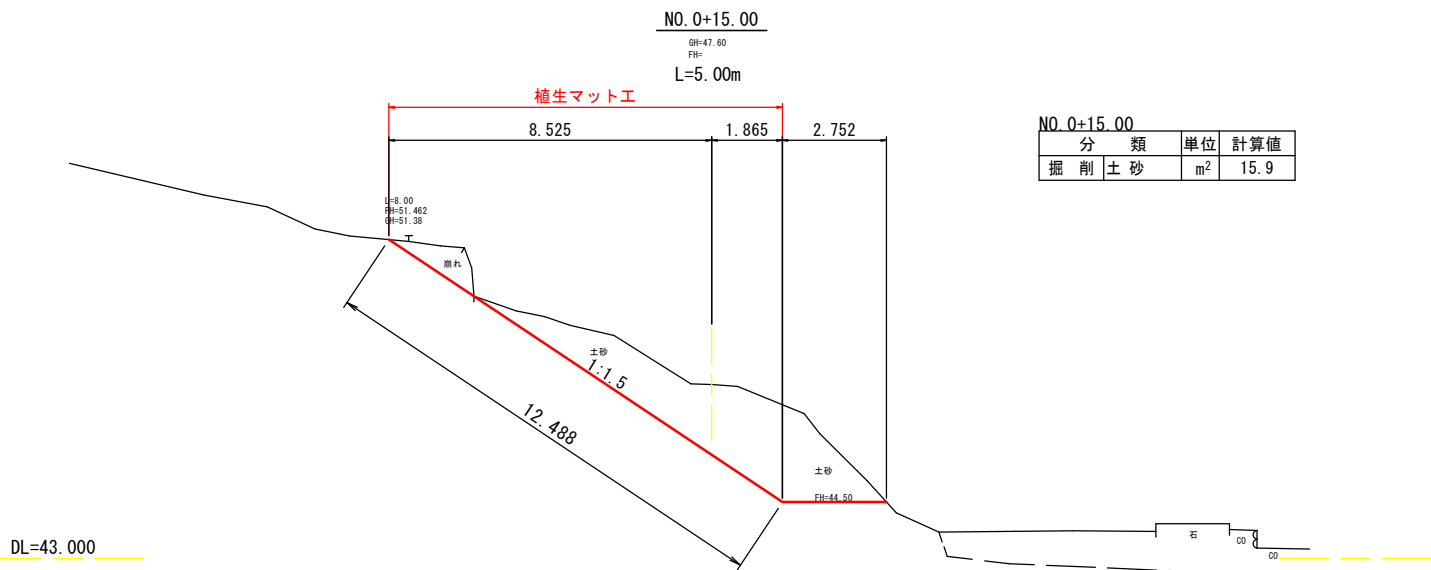 NO.0+15.00
GH=47.60
FH=
L=5.00m
植生マット工
8.525
1.865
2.752
NO.0+15.00
分 類 単位 計算値
掘 削 土 砂 m² 15.9
L=8.00
FH=51.462
GH=51.38
崩れ
土砂
1:1.5
12.488
土砂
FH=44.50
石
CO
CO
DL=43.000